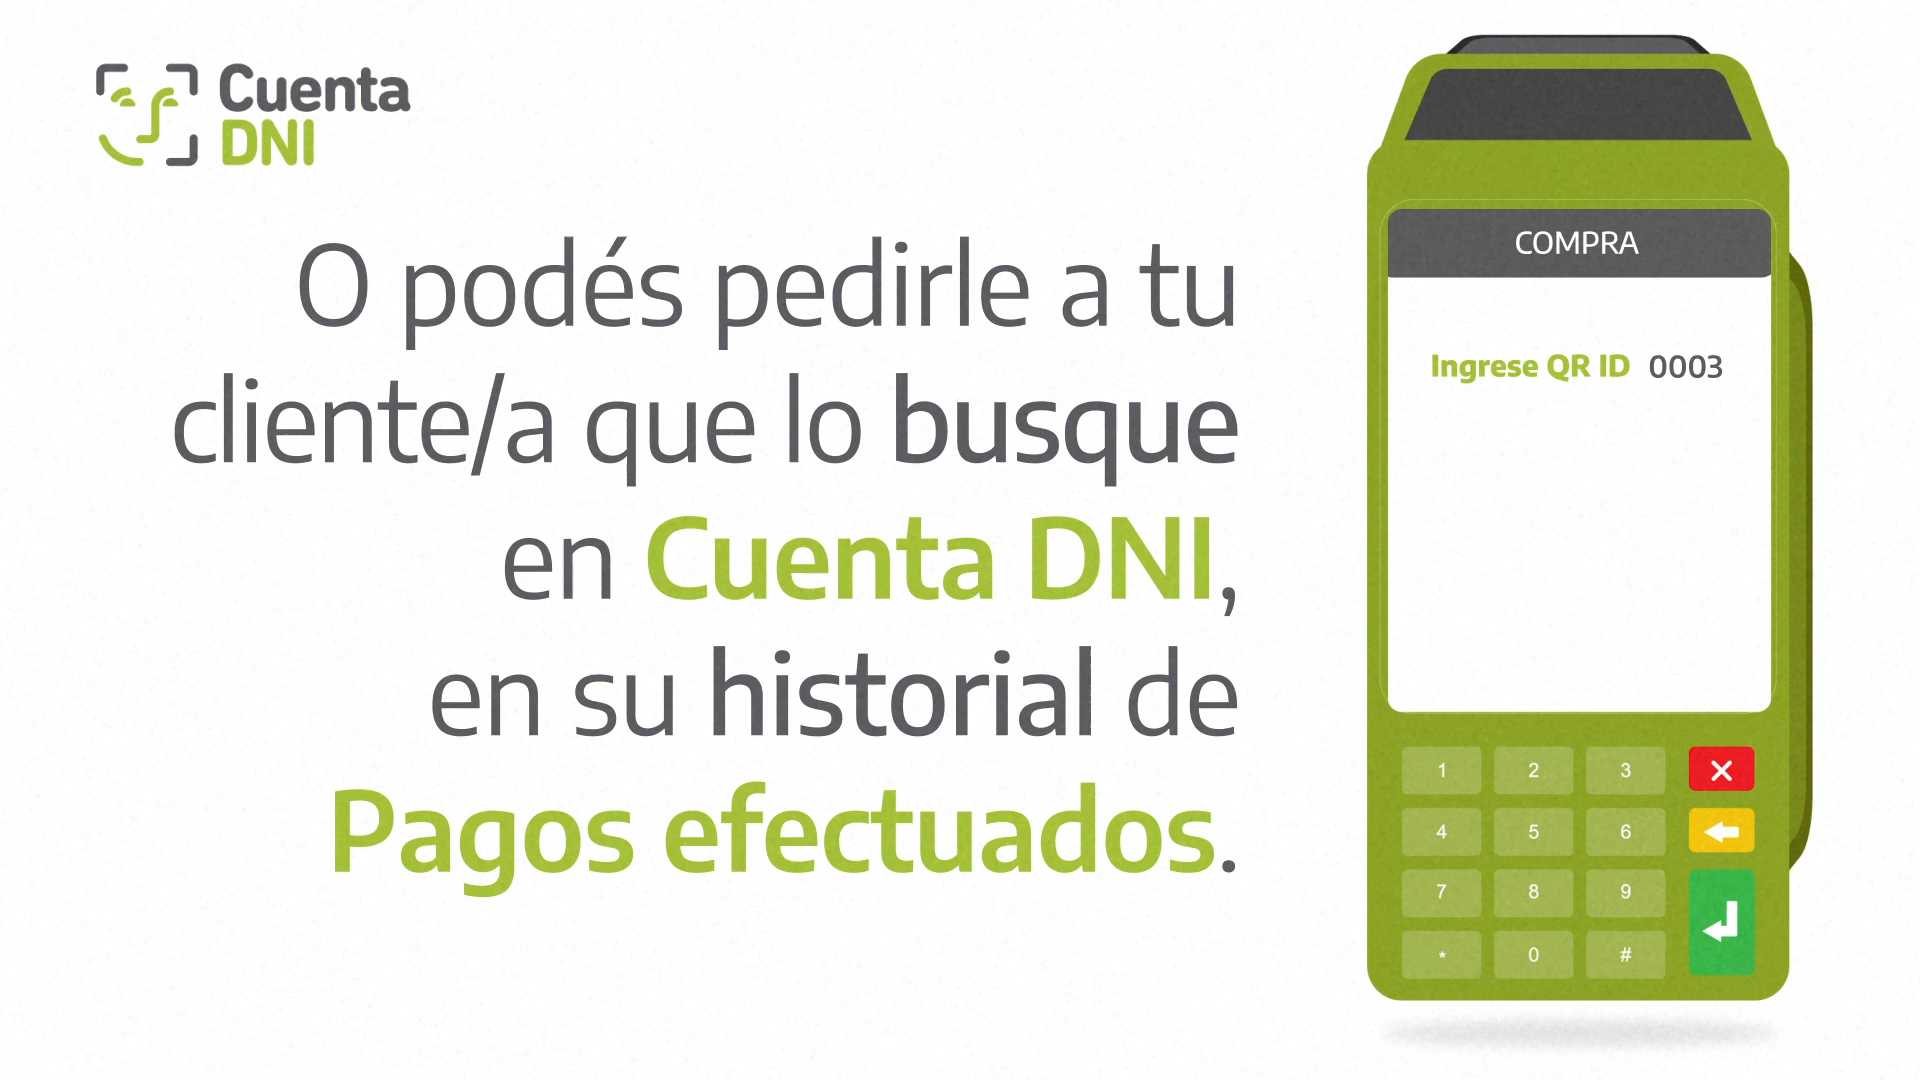 Cuenta
DNI
O podés pedirle a tu
cliente/a que lo busque
en Cuenta DNI,
en su historial de
Pagos efectuados.
COMPRA
Ingrese QR ID 0003
1 2 3
4 5 6
7 8 9
* 0 #